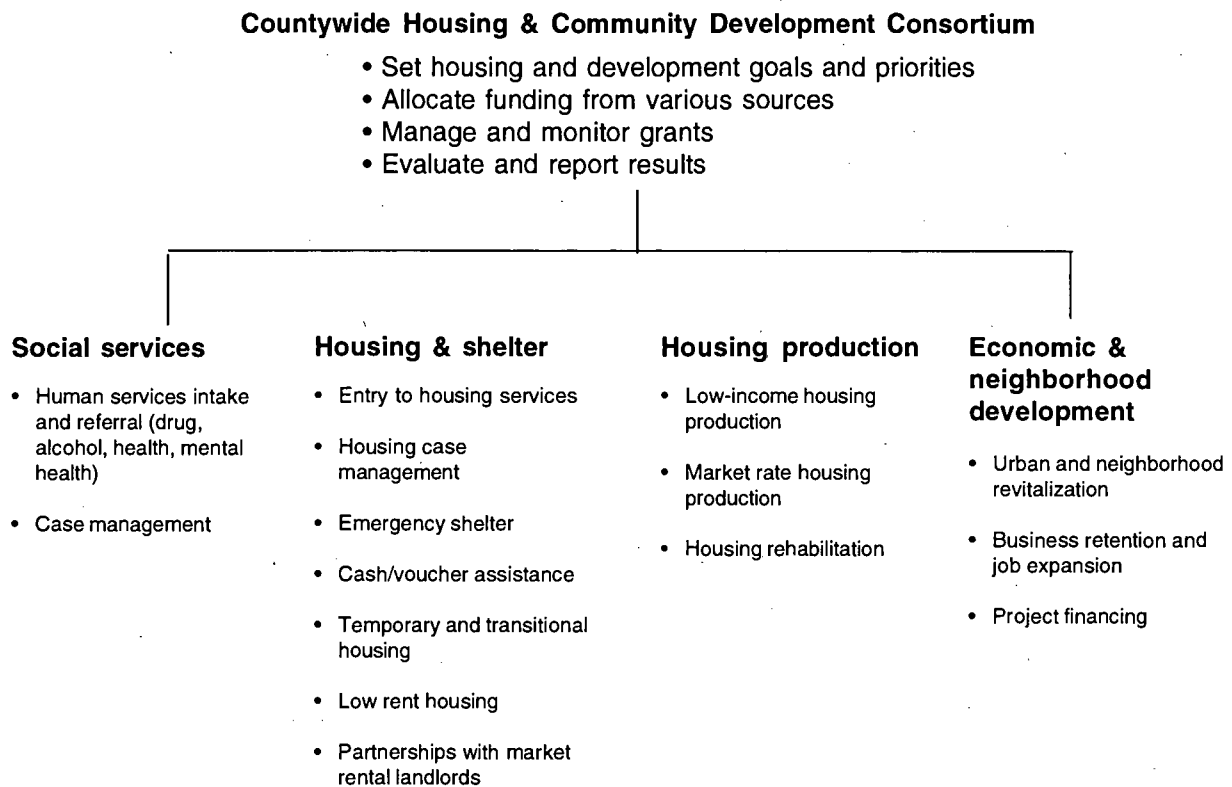 Countywide Housing & Community Development Consortium
• Set housing and development goals and priorities
• Allocate funding from various sources
• Manage and monitor grants
• Evaluate and report results
Social services
• Human services intake
and referral (drug,
alcohol, health, mental
health)
• Case management
Housing & shelter
• Entry to housing services
• Housing case
management
• Emergency shelter
• Cash/voucher assistance
• Temporary and transitional
housing
• Low rent housing
• Partnerships with market
rental landlords
Housing production
• Low-income housing
production
• Market rate housing
production
• Housing rehabilitation
Economic &
neighborhood
development
• Urban and neighborhood
revitalization
• Business retention and
job expansion
• Project financing